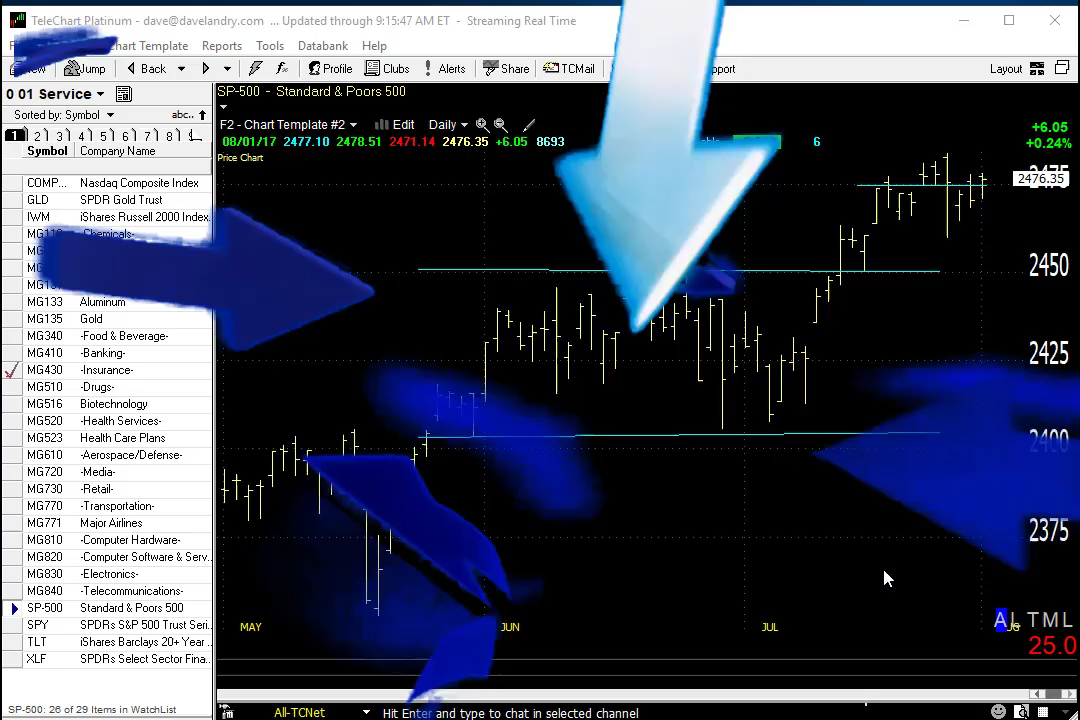 TeleChart Platinum - dave@davelandry.com ... Updated through 9:15:47 AM ET - Streaming Real Time
Chart Template Reports Tools Databank Help
Jump Back Profile Clubs Alerts Share TCMail Layout
0 01 Service
Sorted by: Symbol abc..
1 2 3 4 5 6 7 8
Symbol Company Name
COMP... Nasdaq Composite Index
GLD SPDR Gold Trust
IWM iShares Russell 2000 Index
-Chemicals-
MG133 Aluminum
MG135 Gold
MG340 -Food & Beverage-
MG410 -Banking-
MG430 -Insurance-
MG510 -Drugs-
MG516 Biotechnology
MG520 -Health Services-
MG523 Health Care Plans
MG610 -Aerospace/Defense-
MG720 -Media-
MG730 -Retail-
MG770 -Transportation-
MG771 Major Airlines
MG810 -Computer Hardware-
MG820 -Computer Software & Serv..
MG830 -Electronics-
MG840 -Telecommunications-
SP-500 Standard & Poors 500
SPY SPDRs S&P 500 Trust Seri..
TLT iShares Barclays 20+ Year ..
XLF SPDRs Select Sector Fina..
SP-500: 26 of 29 Items in WatchList
SP-500 - Standard & Poors 500
F2 - Chart Template #2 Edit Daily
08/01/17 2477.10 2478.51 2471.14 2476.35 +6.05 8693 6
Price Chart
+6.05
+0.24%
2476.35
2450
2425
2400
2375
MAY JUN JUL
A L T M L
25.0
All-TCNet Hit Enter and type to chat in selected channel